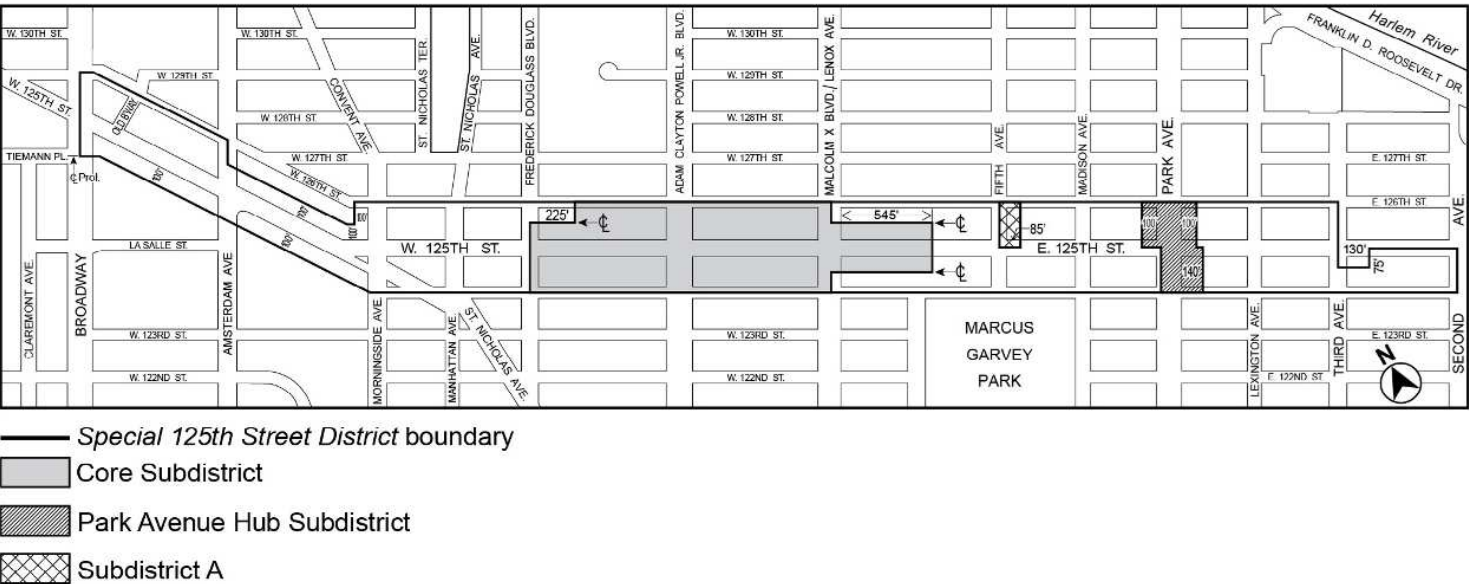 W. 130TH ST.
W. 130TH ST.
W. 130TH ST.
Harlem River
FRANKLIN D. ROOSEVELT DR.
W. 125TH ST.
W. 129TH ST.
W. 129TH ST.
OLD BWAY
CONVENT AVE.
ST. NICHOLAS TER.
ST. NICHOLAS AVE.
FREDERICK DOUGLASS BLVD.
ADAM CLAYTON POWELL JR. BLVD.
MALCOLM X BLVD./ LENOX AVE.
W. 128TH ST.
W. 128TH ST.
FIFTH AVE.
MADISON AVE.
PARK AVE.
TIEMANN PL.
W. 127TH ST.
W. 127TH ST.
E. 127TH ST.
℄ Prol.
100'
W. 126TH ST.
100'
100'
100'
100'
225'
℄
545'
℄
85'
100'
100'
E. 126TH ST.
LA SALLE ST.
W. 125TH ST.
E. 125TH ST.
130'
75'
℄
140'
CLAREMONT AVE.
BROADWAY
AMSTERDAM AVE
MORNINGSIDE AVE.
MANHATTAN AVE.
ST. NICHOLAS AVE.
LEXINGTON AVE.
THIRD AVE.
SECOND AVE.
W. 123RD ST.
W. 123RD ST.
MARCUS
GARVEY
PARK
E. 123RD ST.
W. 122ND ST.
W. 122ND ST.
E. 122ND ST.
N
Special 125th Street District boundary
Core Subdistrict
Park Avenue Hub Subdistrict
Subdistrict A